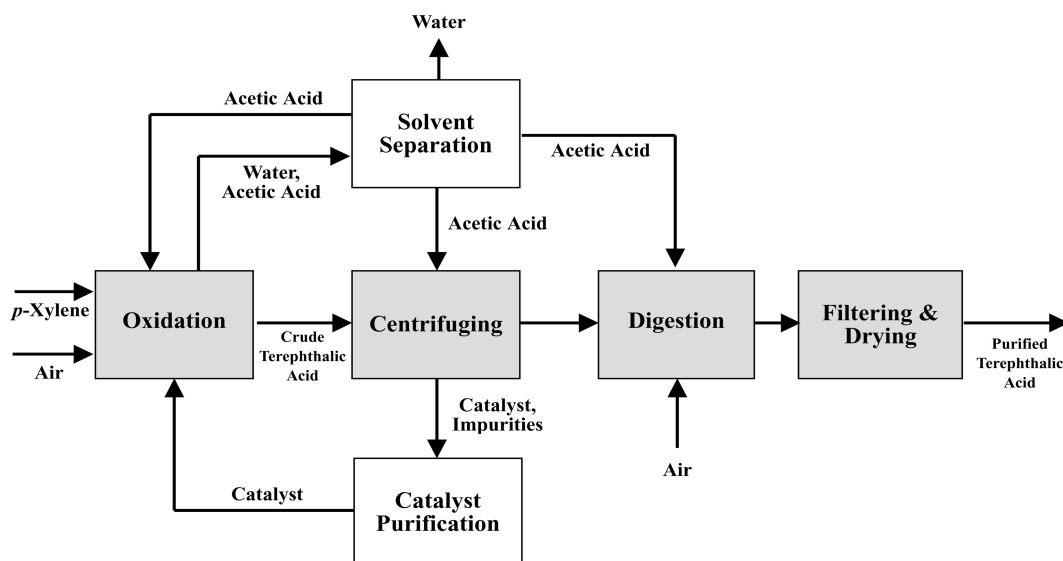 Water
Acetic Acid
Solvent
Separation
Acetic Acid
Water,
Acetic Acid
Acetic Acid
p-Xylene
Air
Oxidation
Crude
Terephthalic
Acid
Centrifuging
Digestion
Filtering &
Drying
Purified
Terephthalic
Acid
Catalyst,
Impurities
Air
Catalyst
Catalyst
Purification